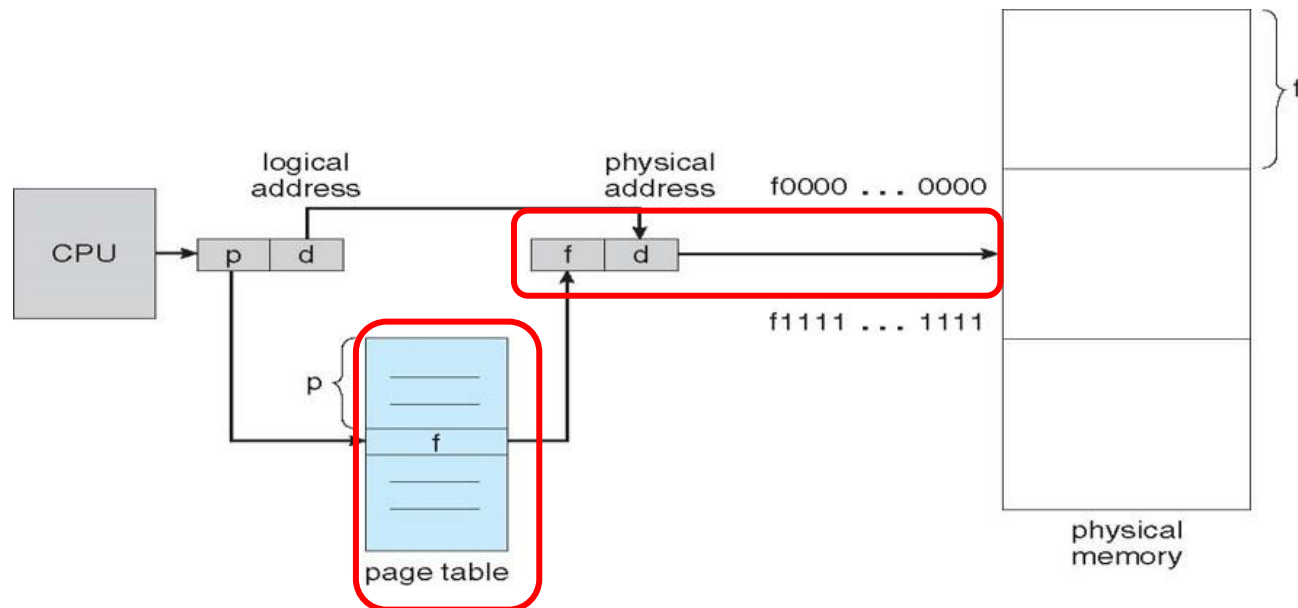 f
logical
address
physical
address
f0000 ... 0000
CPU
p
d
f
d
f1111 ... 1111
p
f
page table
physical
memory